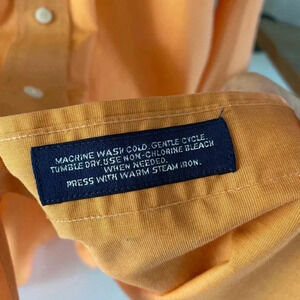 MACHINE WASH COLD, GENTLE CYCLE,
TUMBLE DRY. USE NON-CHLORINE BLEACH
WHEN NEEDED.
PRESS WITH WARM STEAM IRON.